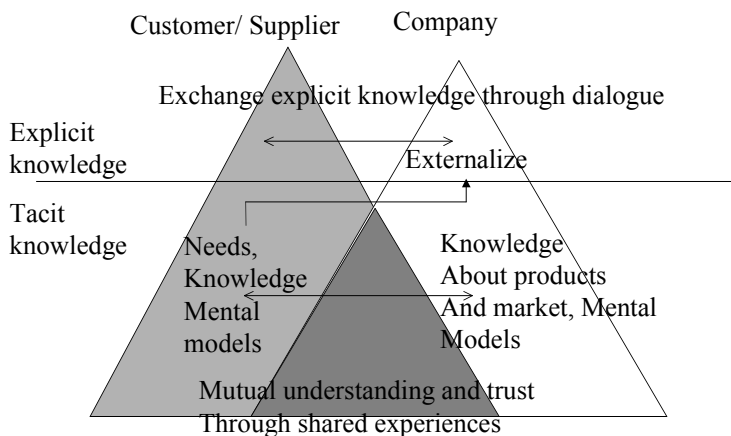 Customer/ Supplier
Company
Exchange explicit knowledge through dialogue
Explicit
knowledge
Externalize
Tacit
knowledge
Needs,
Knowledge
Mental
models
Knowledge
About products
And market, Mental
Models
Mutual understanding and trust
Through shared experiences